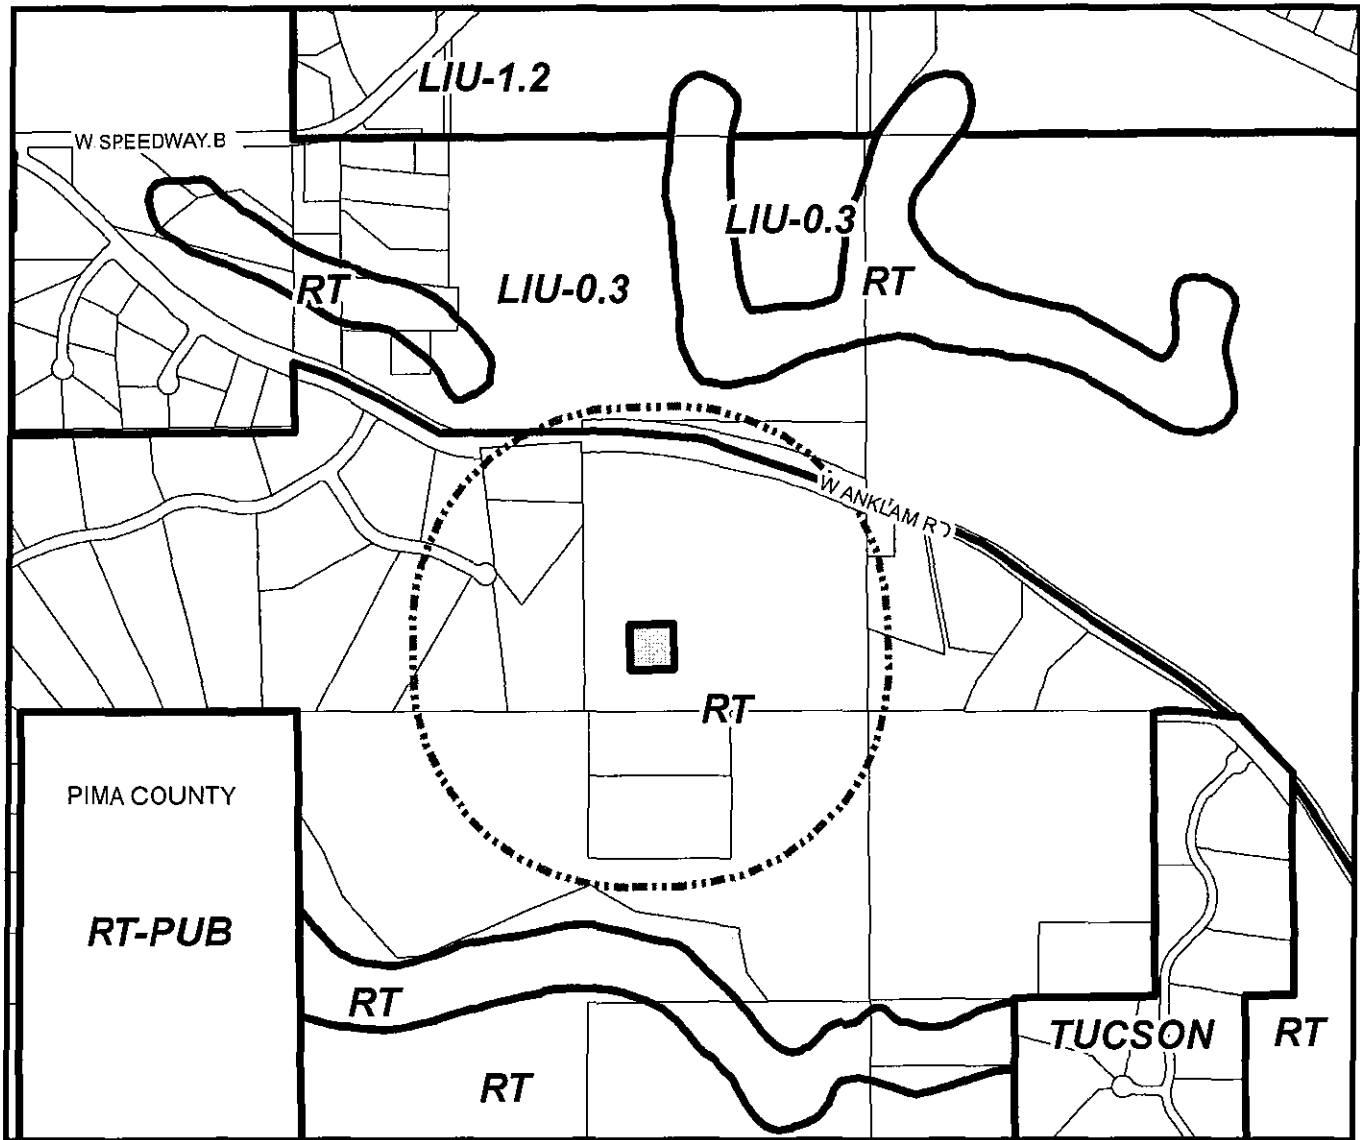 LIU-1.2
W SPEEDWAY B
LIU-0.3
RT
LIU-0.3
RT
W ANKLAM RD
RT
PIMA COUNTY
RT-PUB
RT
TUCSON
RT
RT